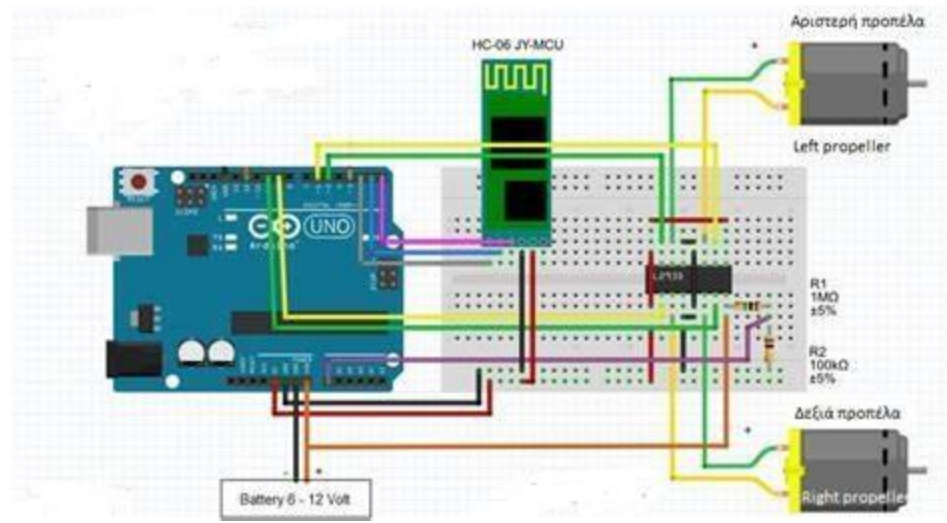 Αριστερή προπέλα
HC-06 JY-MCU
Left propeller
UNO
Arduino
R1
1MΩ
±5%
R2
100kΩ
±5%
Δεξιά προπέλα
Battery 6 - 12 Volt
Right propeller